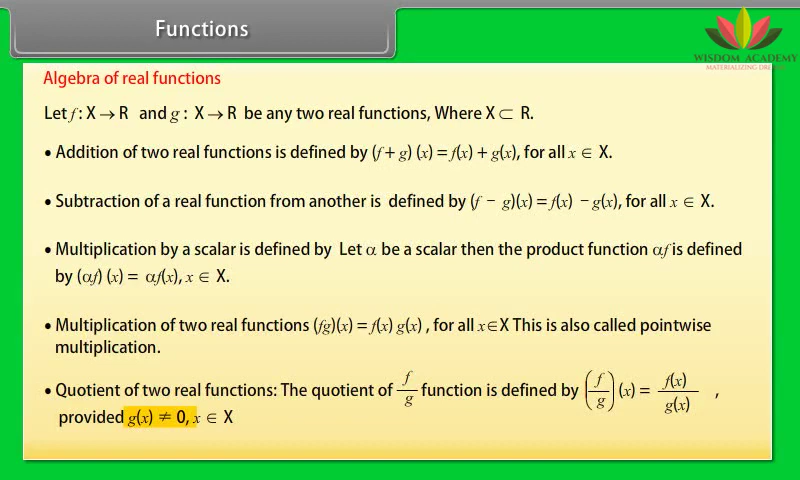 Functions
WISDOM ACADEMY
Algebra of real functions
Let f : X → R and g : X → R be any two real functions, Where X ⊂ R.
• Addition of two real functions is defined by (f + g) (x) = f(x) + g(x), for all x ∈ X.
• Subtraction of a real function from another is defined by (f − g)(x) = f(x) − g(x), for all x ∈ X.
• Multiplication by a scalar is defined by Let α be a scalar then the product function αf is defined
by (αf) (x) = αf(x), x ∈ X.
• Multiplication of two real functions (fg)(x) = f(x) g(x) , for all x∈X This is also called pointwise
multiplication.
• Quotient of two real functions: The quotient of f/g function is defined by (f/g)(x) = f(x)/g(x) ,
provided g(x) ≠ 0, x ∈ X